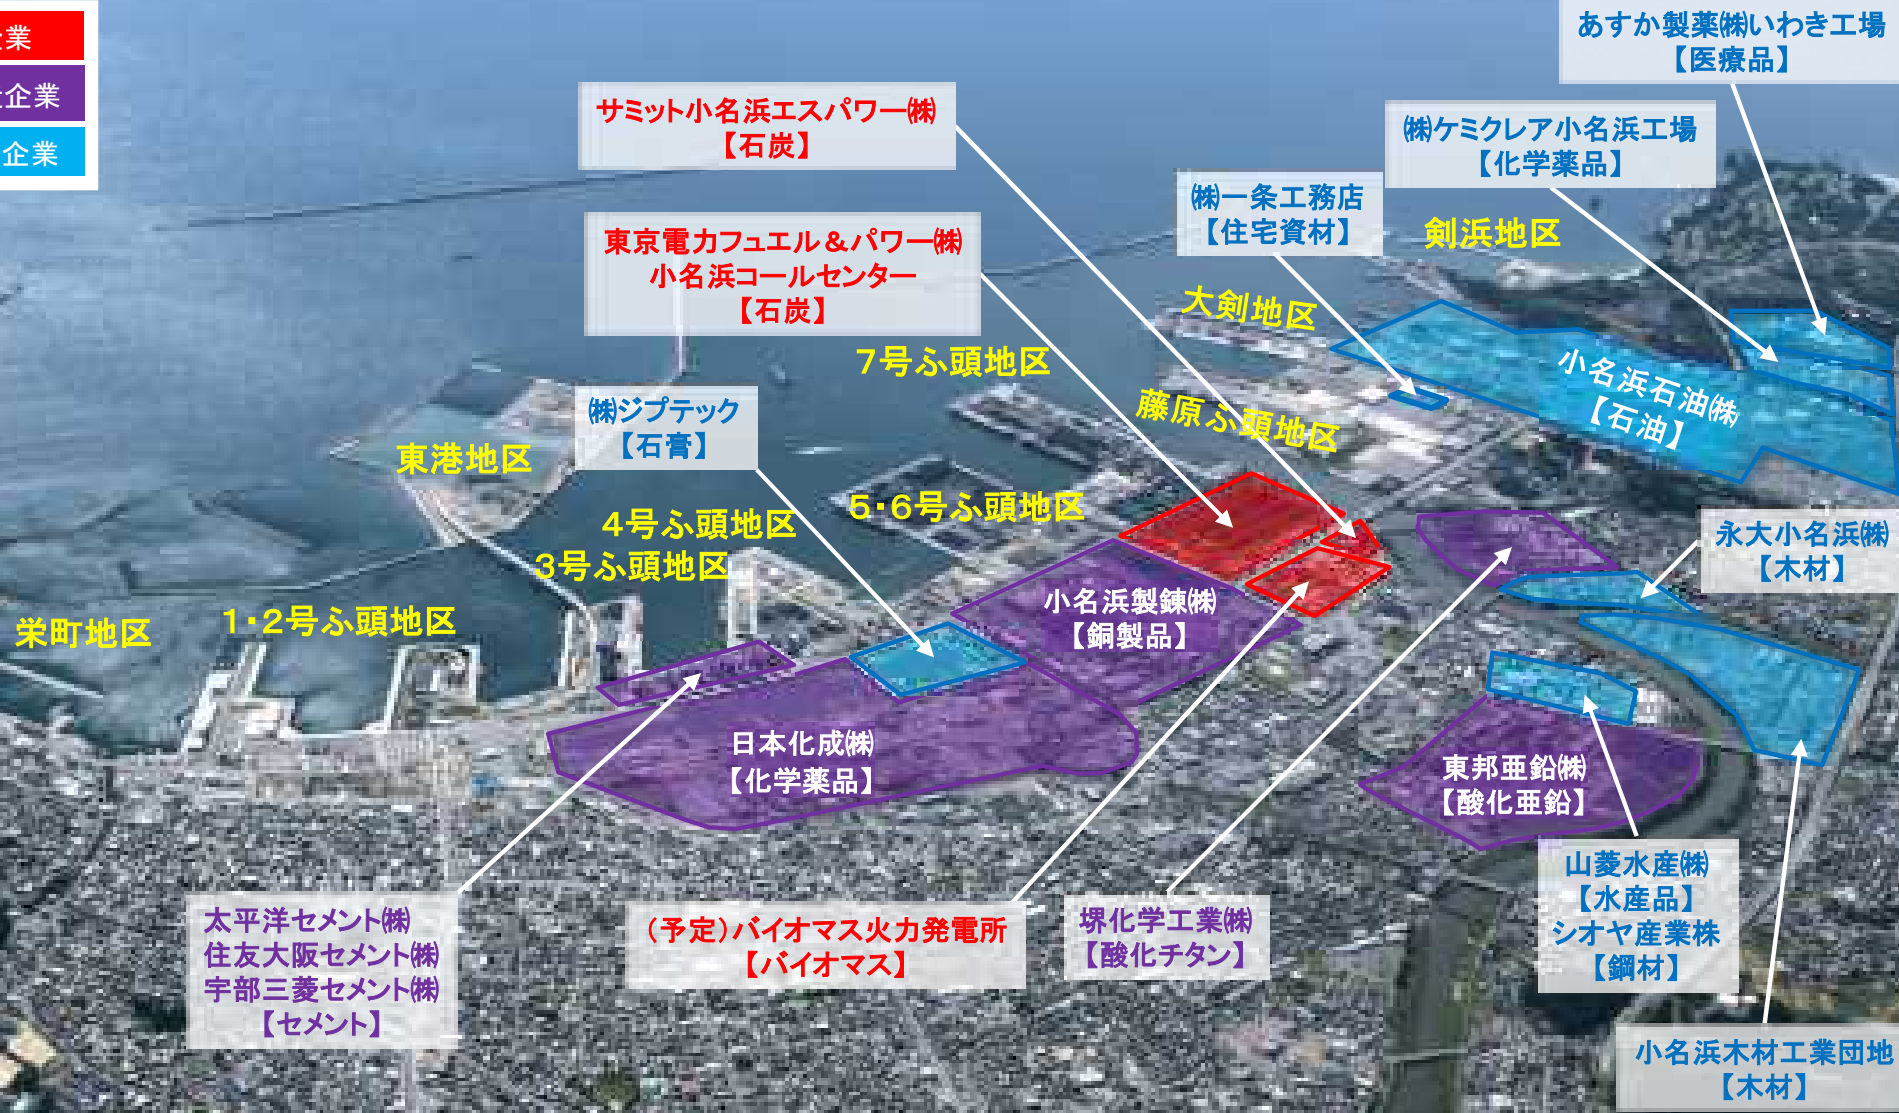 企業
企業
企業
あすか製薬㈱いわき工場
【医療品】
サミット小名浜エスパワー㈱
【石炭】
㈱ケミクレア小名浜工場
【化学薬品】
㈱一条工務店
【住宅資材】
剣浜地区
東京電力フュエル＆パワー㈱
小名浜コールセンター
【石炭】
大剣地区
7号ふ頭地区
小名浜石油㈱
【石油】
㈱ジプテック
【石膏】
藤原ふ頭地区
東港地区
5・6号ふ頭地区
4号ふ頭地区
3号ふ頭地区
永大小名浜㈱
【木材】
小名浜製錬㈱
【銅製品】
1・2号ふ頭地区
栄町地区
日本化成㈱
【化学薬品】
東邦亜鉛㈱
【酸化亜鉛】
山菱水産㈱
【水産品】
シオヤ産業株
【鋼材】
太平洋セメント㈱
住友大阪セメント㈱
宇部三菱セメント㈱
【セメント】
（予定）バイオマス火力発電所
【バイオマス】
堺化学工業㈱
【酸化チタン】
小名浜木材工業団地
【木材】